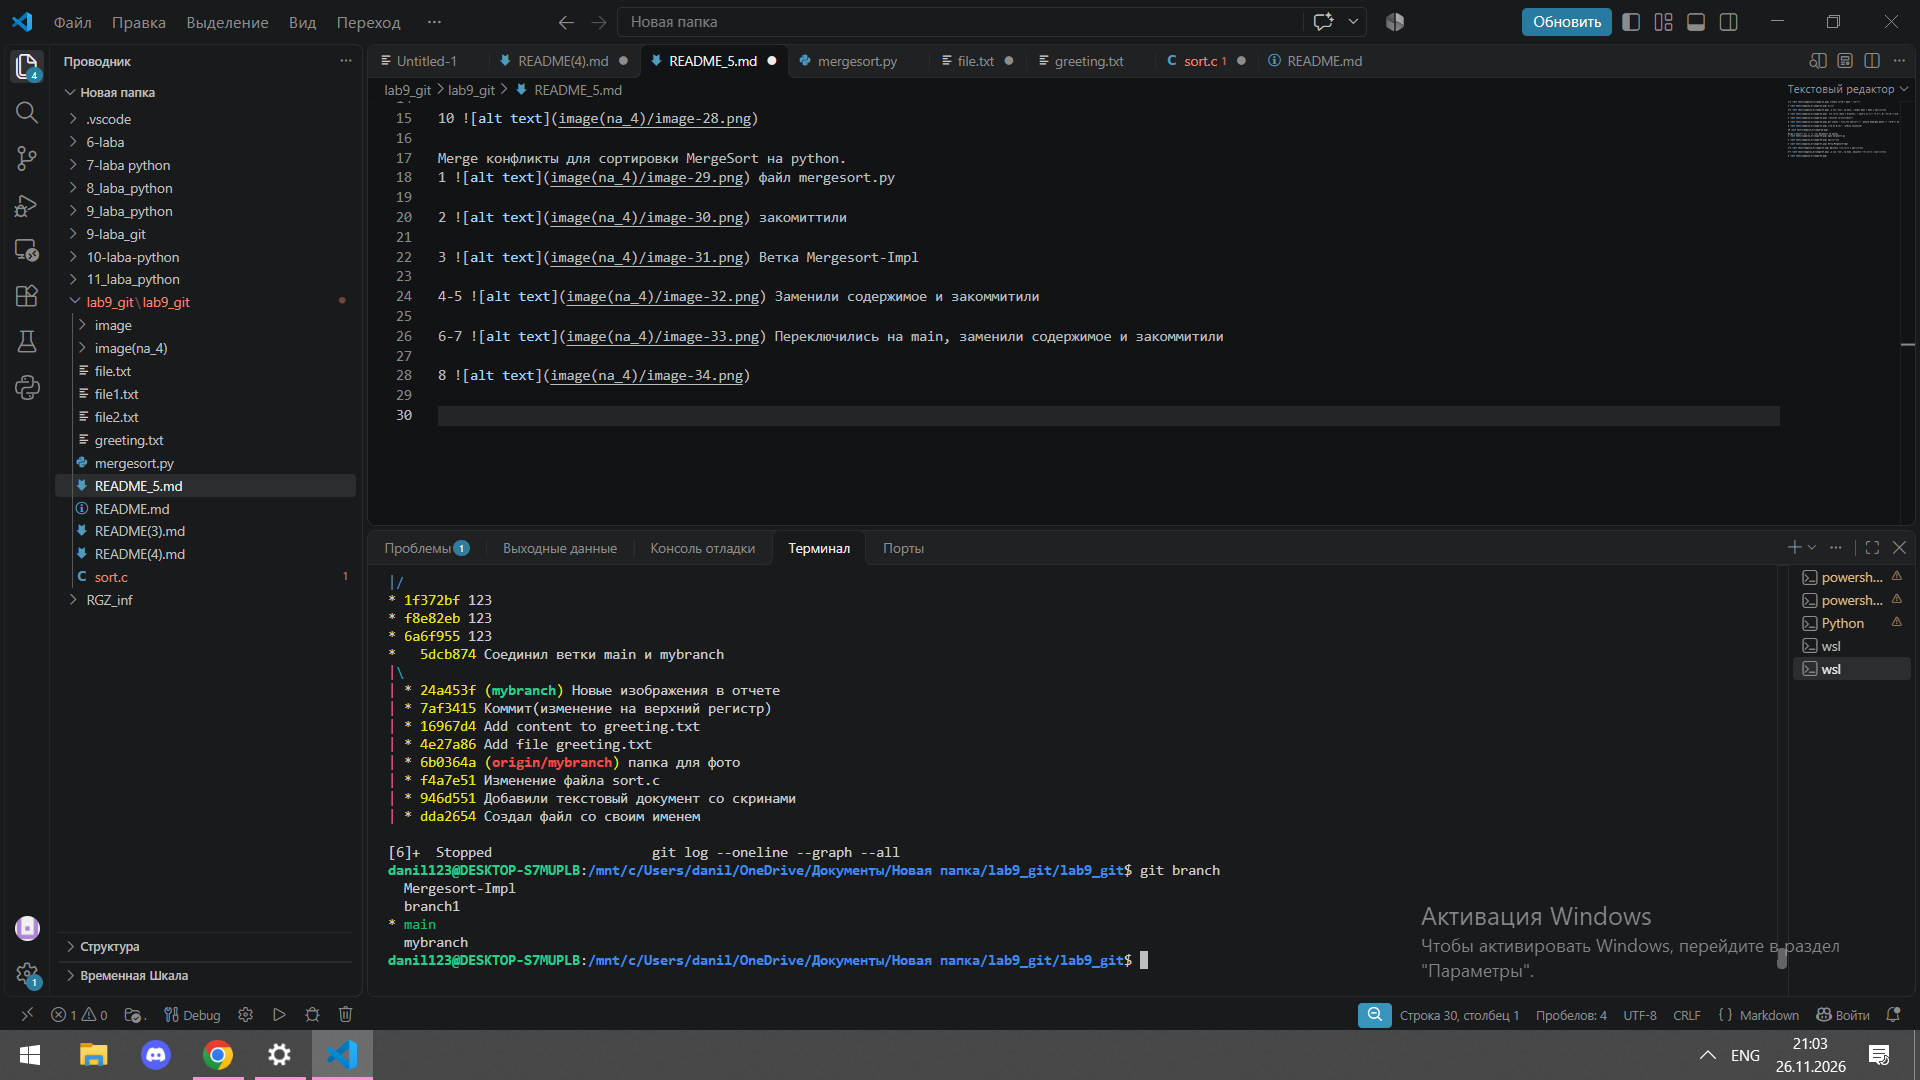 Файл Правка Выделение Вид Переход ···
Новая папка
Обновить
Проводник ···
Новая папка
.vscode
6-laba
7-laba python
8_laba_python
9_laba_python
9-laba_git
10-laba-python
11_laba_python
lab9_git\lab9_git
image
image(na_4)
file.txt
file1.txt
file2.txt
greeting.txt
mergesort.py
README_5.md
README.md
README(3).md
README(4).md
sort.c 1
RGZ_inf
Структура
Временная Шкала
4
1
Untitled-1 README(4).md README_5.md mergesort.py file.txt greeting.txt sort.c 1 README.md
lab9_git > lab9_git > README_5.md
Текстовый редактор
15 10 ![alt text](image(na_4)/image-28.png)
16
17 Merge конфликты для сортировки MergeSort на python.
18 1 ![alt text](image(na_4)/image-29.png) файл mergesort.py
19
20 2 ![alt text](image(na_4)/image-30.png) закомиттили
21
22 3 ![alt text](image(na_4)/image-31.png) Ветка Mergesort-Impl
23
24 4-5 ![alt text](image(na_4)/image-32.png) Заменили содержимое и закоммитили
25
26 6-7 ![alt text](image(na_4)/image-33.png) Переключились на main, заменили содержимое и закоммитили
27
28 8 ![alt text](image(na_4)/image-34.png)
29
30
Проблемы 1 Выходные данные Консоль отладки Терминал Порты
|/
* 1f372bf 123
* f8e82eb 123
* 6a6f955 123
*   5dcb874 Соединил ветки main и mybranch
|\
| * 24a453f (mybranch) Новые изображения в отчете
| * 7af3415 Коммит(изменение на верхний регистр)
| * 16967d4 Add content to greeting.txt
| * 4e27a86 Add file greeting.txt
| * 6b0364a (origin/mybranch) папка для фото
| * f4a7e51 Изменение файла sort.c
| * 946d551 Добавили текстовый документ со скринами
| * dda2654 Создал файл со своим именем
[6]+  Stopped                    git log --oneline --graph --all
danil123@DESKTOP-S7MUPLB:/mnt/c/Users/danil/OneDrive/Документы/Новая папка/lab9_git/lab9_git$ git branch
Mergesort-Impl
branch1
* main
mybranch
danil123@DESKTOP-S7MUPLB:/mnt/c/Users/danil/OneDrive/Документы/Новая папка/lab9_git/lab9_git$
powersh...
powersh...
Python
wsl
wsl
Активация Windows
Чтобы активировать Windows, перейдите в раздел
"Параметры".
1 0 Debug
Строка 30, столбец 1 Пробелов: 4 UTF-8 CRLF { } Markdown Войти
ENG
21:03
26.11.2026